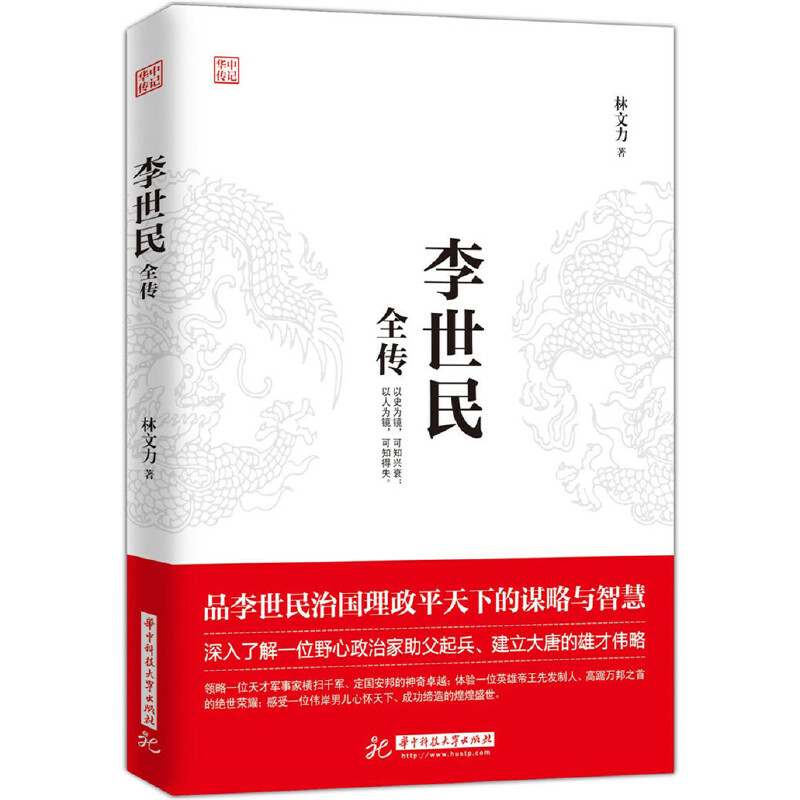 华中
传记
李世民
全传
林文力 著
华中科技大学出版社
华中
传记
林文力 著
李世民
全传
以史为镜，可知兴衰；
以人为镜，可知得失。
品李世民治国理政平天下的谋略与智慧
深入了解一位野心政治家助父起兵、建立大唐的雄才伟略
领略一位天才军事家横扫千军、定国安邦的神奇卓越；体验一位英雄帝王先发制人、高踞万邦之首
的绝世荣耀；感受一位伟岸男儿心怀天下、成功缔造的煌煌盛世。
华中科技大学出版社
http://www.hustp.com